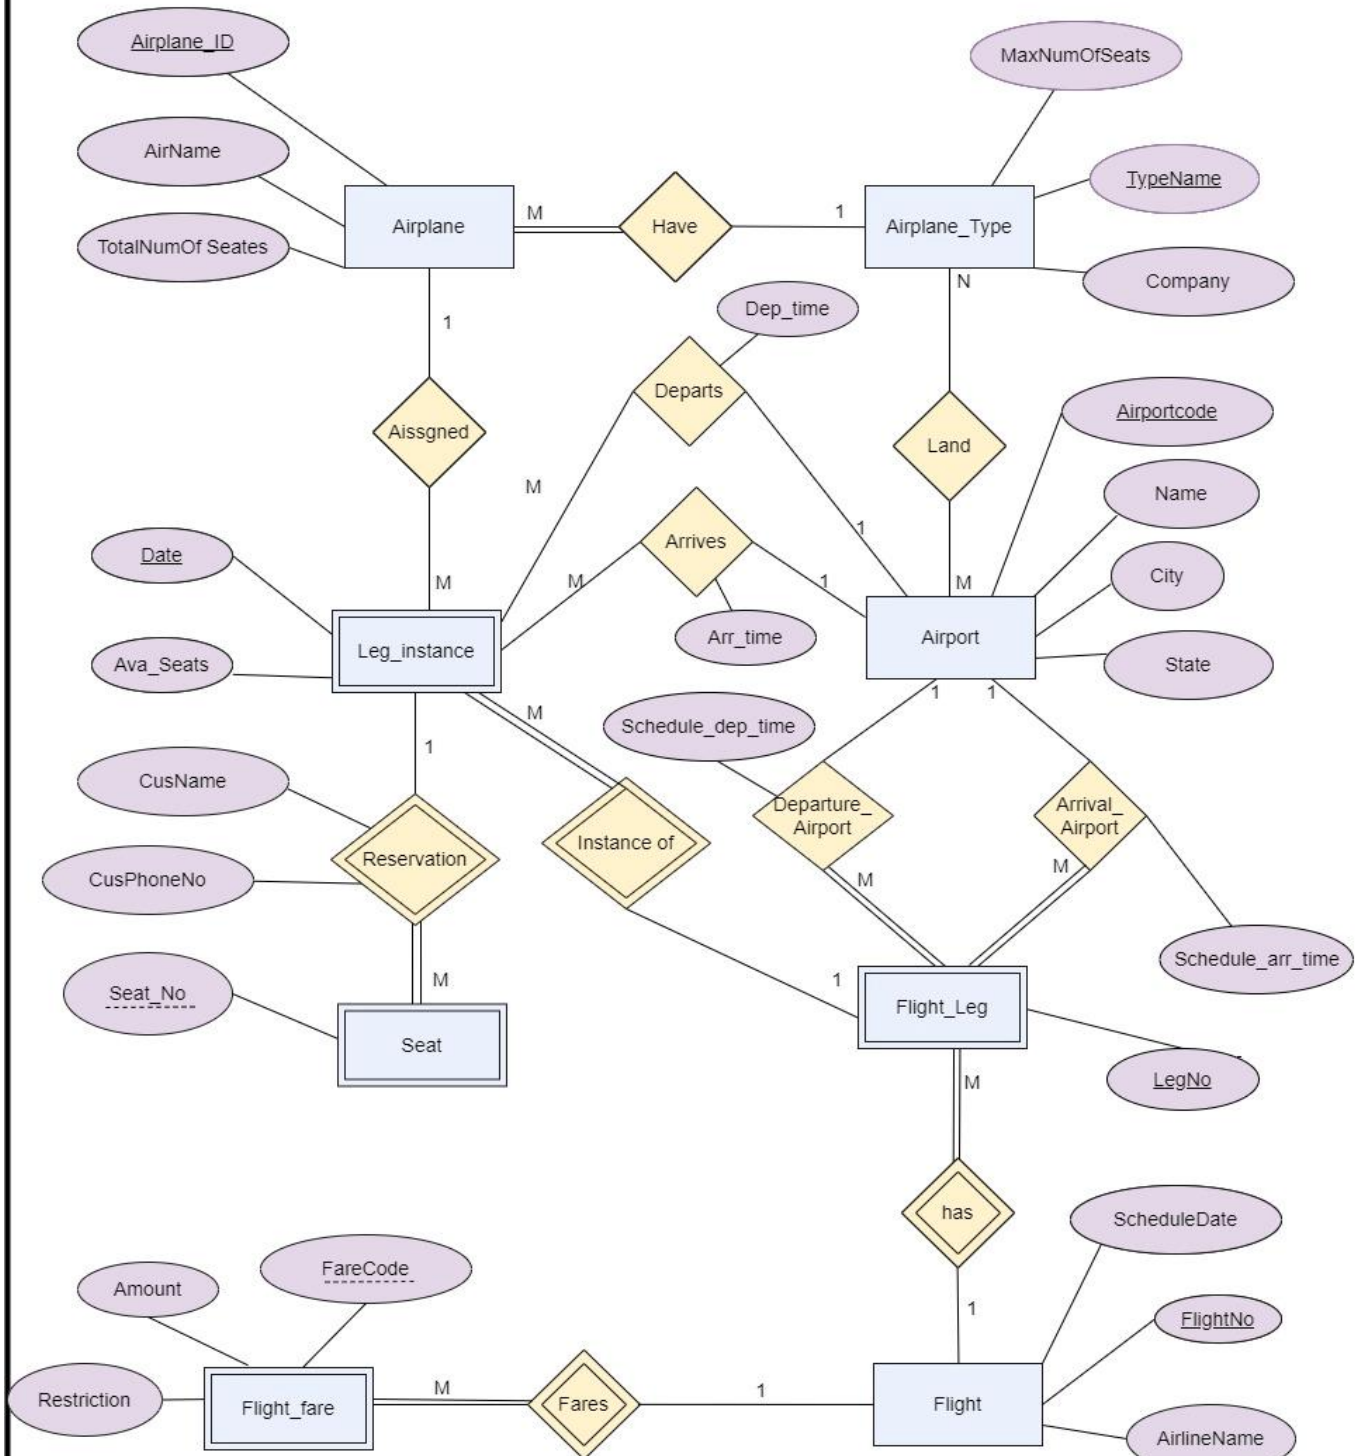 Airplane_ID
MaxNumOfSeats
AirName
TypeName
Airplane
M
Have
1
Airplane_Type
TotalNumOf Seates
Company
N
Dep_time
1
Departs
Airportcode
Aissgned
Land
M
Name
1
Date
Arrives
City
M
M
1
M
Arr_time
Airport
Leg_instance
Ava_Seats
State
1
1
M
Schedule_dep_time
1
CusName
Departure_
Airport
Arrival_
Airport
Instance of
Reservation
CusPhoneNo
M
M
Schedule_arr_time
M
1
Seat_No
Flight_Leg
Seat
LegNo
M
has
ScheduleDate
FareCode
Amount
1
FlightNo
M
1
Restriction
Flight_fare
Fares
Flight
AirlineName